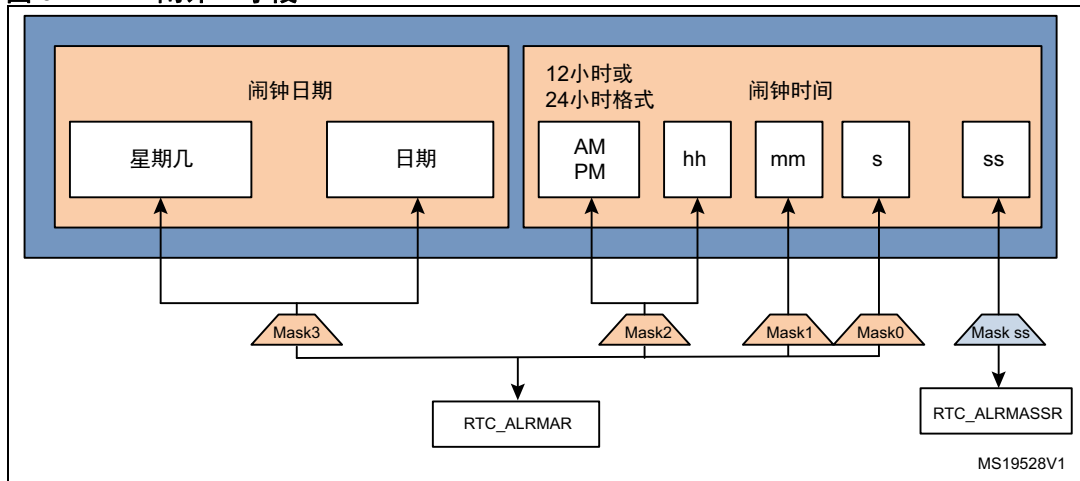 闹钟日期
12小时或
24小时格式
闹钟时间
星期几
日期
AM
PM
hh
mm
s
ss
Mask3
Mask2
Mask1
Mask0
Mask ss
RTC_ALRMAR
RTC_ALRMASSR
MS19528V1